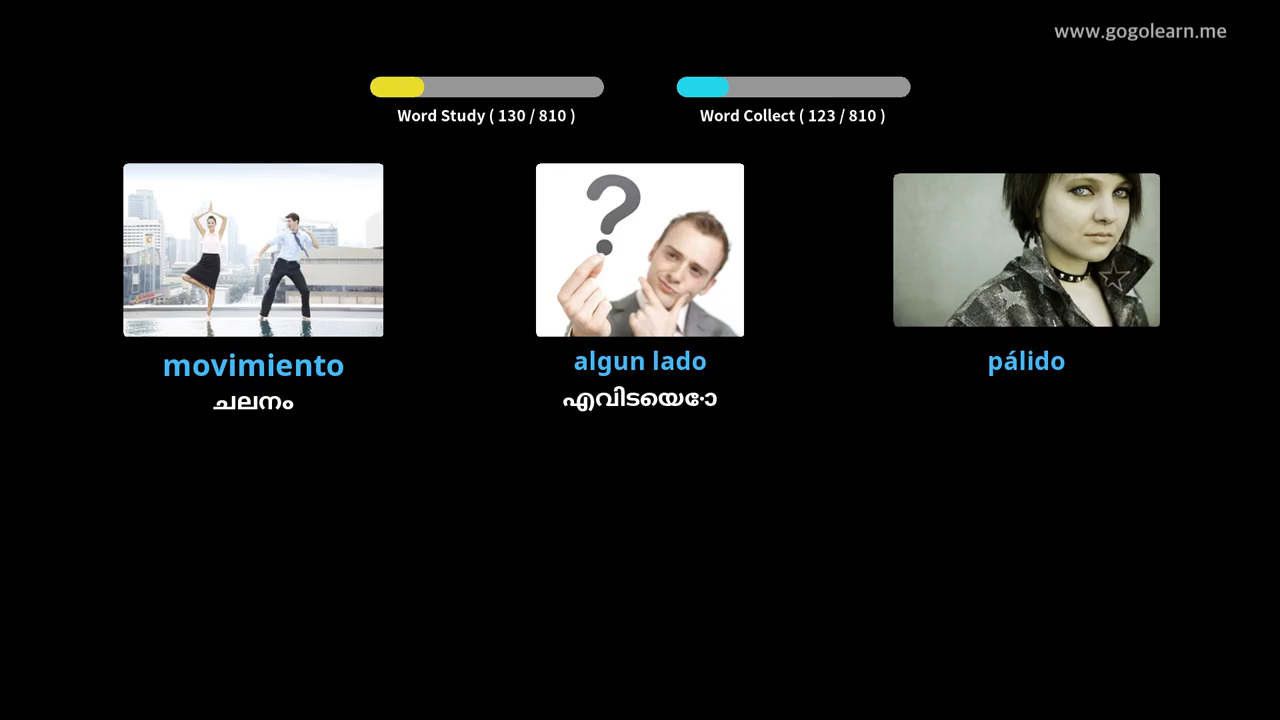 www.gogolearn.me
Word Study ( 130 / 810 )
Word Collect ( 123 / 810 )
movimiento
ചലനം
algun lado
എവിടയെോ
pálido